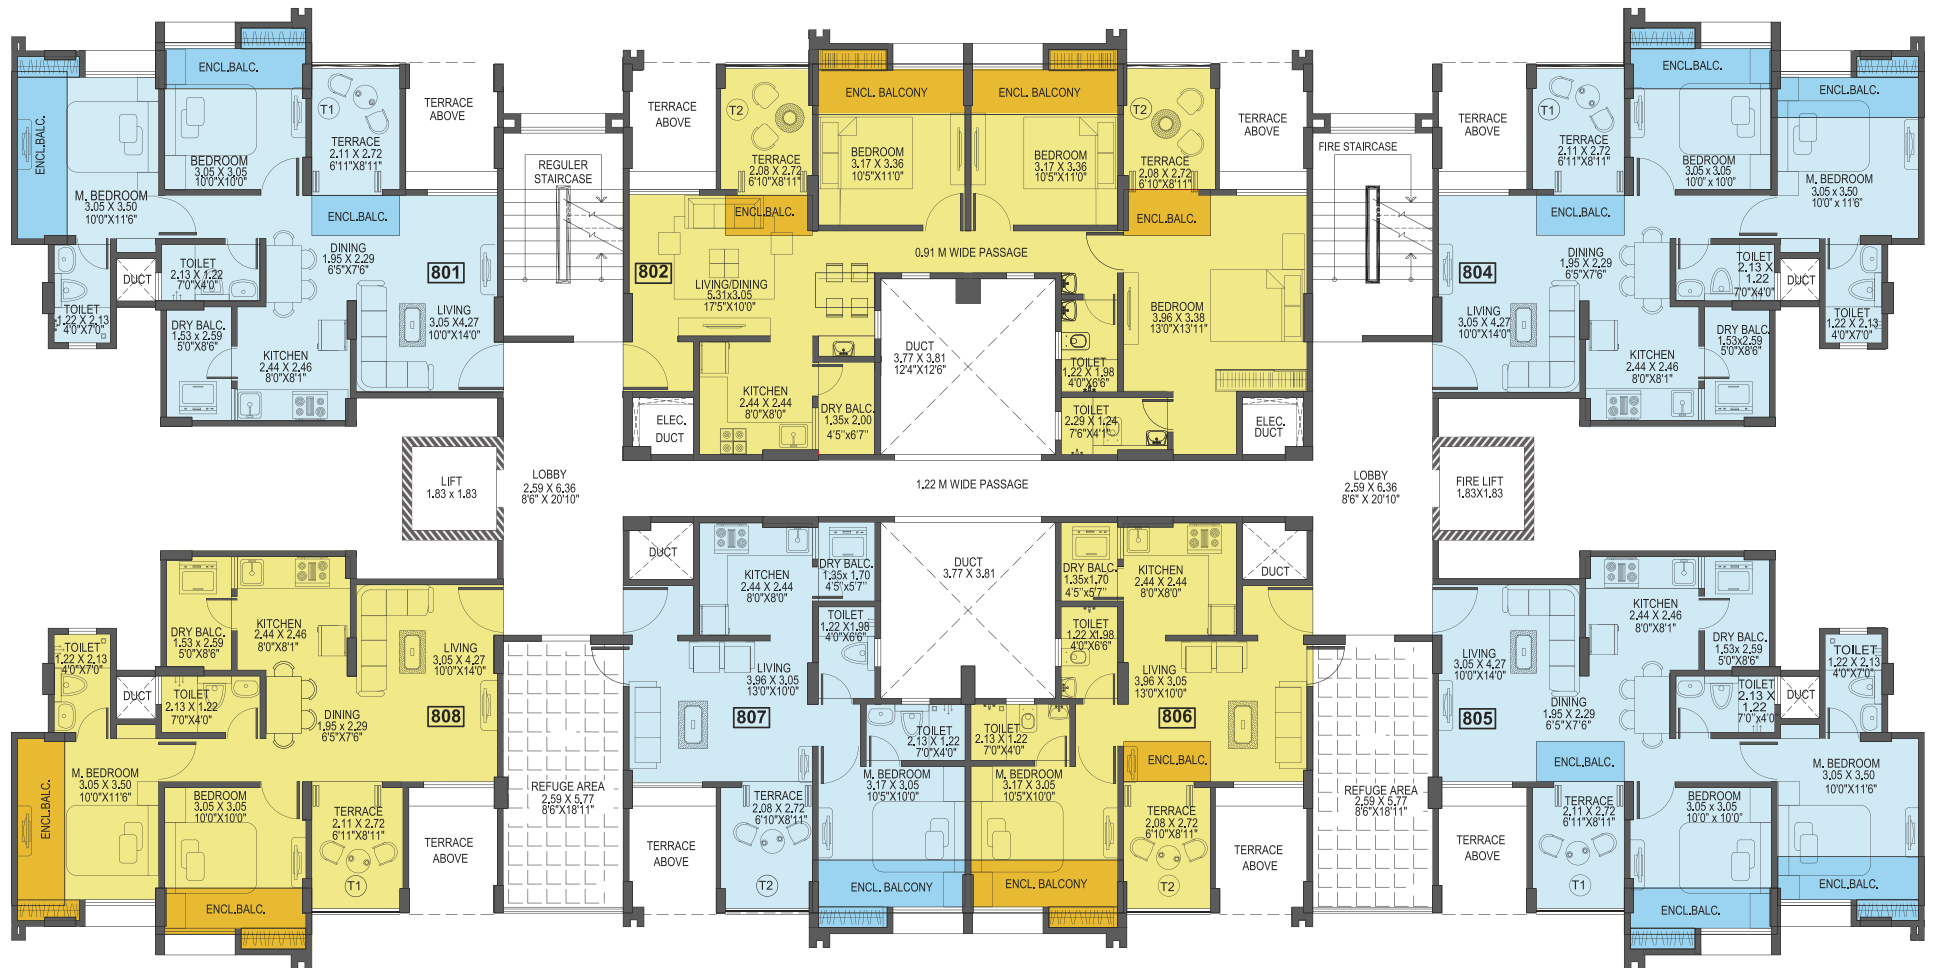 801
ENCL.BALC.
ENCL.BALC.
T1
TERRACE
2.11 X 2.72
6'11"X8'11"
TERRACE
ABOVE
BEDROOM
3.05 X 3.05
10'0"X10'0"
M. BEDROOM
3.05 X 3.50
10'0"X11'6"
ENCL.BALC.
DINING
1.95 X 2.29
6'5"X7'6"
TOILET
2.13 X 1.22
7'0"X4'0"
DUCT
TOILET
1.22 X 2.13
4'0"X7'0"
DRY BALC.
1.53 x 2.59
5'0"X8'6"
KITCHEN
2.44 X 2.46
8'0"X8'1"
LIVING
3.05 X4.27
10'0"X14'0"
REGULER
STAIRCASE
802
TERRACE
ABOVE
T2
TERRACE
2.08 X 2.72
6'10"X8'11"
ENCL. BALCONY
ENCL. BALCONY
BEDROOM
3.17 X 3.36
10'5"X11'0"
BEDROOM
3.17 X 3.36
10'5"X11'0"
T2
TERRACE
2.08 X 2.72
6'10"X8'11"
TERRACE
ABOVE
ENCL.BALC.
ENCL.BALC.
0.91 M WIDE PASSAGE
LIVING/DINING
5.31x3.05
17'5"X10'0"
BEDROOM
3.96 X 3.38
13'0"X13'11"
DUCT
3.77 X 3.81
12'4"X12'6"
TOILET
1.22 X 1.98
4'0"X6'6"
KITCHEN
2.44 X 2.44
8'0"X8'0"
DRY BALC.
1.35x 2.00
4'5"x6'7"
TOILET
2.29 X 1.24
7'6"X4'1"
ELEC.
DUCT
ELEC.
DUCT
FIRE STAIRCASE
804
TERRACE
ABOVE
T1
TERRACE
2.11 X 2.72
6'11"X8'11"
ENCL.BALC.
ENCL.BALC.
BEDROOM
3.05 x 3.05
10'0" x 10'0"
M. BEDROOM
3.05 x 3.50
10'0" x 11'6"
ENCL.BALC.
DINING
1.95 X 2.29
6'5"X7'6"
TOILET
2.13 X
1.22
7'0"X4'0"
DUCT
TOILET
1.22 X 2.13
4'0"X7'0"
LIVING
3.05 X 4.27
10'0"X14'0"
KITCHEN
2.44 X 2.46
8'0"X8'1"
DRY BALC.
1.53x2.59
5'0"X8'6"
LIFT
1.83 x 1.83
LOBBY
2.59 X 6.36
8'6" X 20'10"
1.22 M WIDE PASSAGE
LOBBY
2.59 X 6.36
8'6" X 20'10"
FIRE LIFT
1.83X1.83
808
DRY BALC.
1.53 x 2.59
5'0"X8'6"
KITCHEN
2.44 X 2.46
8'0"X8'1"
LIVING
3.05 X 4.27
10'0"X14'0"
TOILET
1.22 X 2.13
4'0"X7'0"
DUCT
TOILET
2.13 X 1.22
7'0"X4'0"
DINING
1.95 x 2.29
6'5"X7'6"
M. BEDROOM
3.05 X 3.50
10'0"X11'6"
ENCL.BALC.
BEDROOM
3.05 X 3.05
10'0"X10'0"
TERRACE
2.11 X 2.72
6'11"X8'11"
T1
ENCL.BALC.
TERRACE
ABOVE
REFUGE AREA
2.59 X 5.77
8'6"X18'11"
807
DUCT
KITCHEN
2.44 X 2.44
8'0"X8'0"
DRY BALC.
1.35x 1.70
4'5"x5'7"
TOILET
1.22 X1.98
4'0"X6'6"
LIVING
3.96 X 3.05
13'0"X10'0"
TOILET
2.13 X 1.22
7'0"X4'0"
M. BEDROOM
3.17 X 3.05
10'5"X10'0"
TERRACE
2.08 X 2.72
6'10"X8'11"
T2
TERRACE
ABOVE
ENCL. BALCONY
DUCT
3.77 X 3.81
806
DRY BALC.
1.35x1.70
4'5"x5'7"
KITCHEN
2.44 X 2.44
8'0"X8'0"
DUCT
TOILET
1.22 X1.98
4'0"X6'6"
LIVING
3.96 X 3.05
13'0"X10'0"
TOILET
2.13 X 1.22
7'0"X4'0"
ENCL.BALC.
M. BEDROOM
3.17 X 3.05
10'5"X10'0"
TERRACE
2.08 X 2.72
6'10"X8'11"
T2
TERRACE
ABOVE
ENCL. BALCONY
REFUGE AREA
2.59 X 5.77
8'6"X18'11"
805
KITCHEN
2.44 X 2.46
8'0"X8'1"
DRY BALC.
1,53x 2.59
5'0"X8'6"
LIVING
3.05 X 4.27
10'0"X14'0"
TOILET
1.22 X 2.13
4'0"X7'0"
TOILET
2.13 X
1.22
7'0"x4'0
DUCT
DINING
1.95 X 2.29
6'5"X7'6"
ENCL.BALC.
M. BEDROOM
3.05 X 3.50
10'0"X11'6"
BEDROOM
3.05 x 3.05
10'0" x 10'0"
TERRACE
2.11 X 2.72
6'11"X8'11"
T1
TERRACE
ABOVE
ENCL.BALC.
ENCL.BALC.